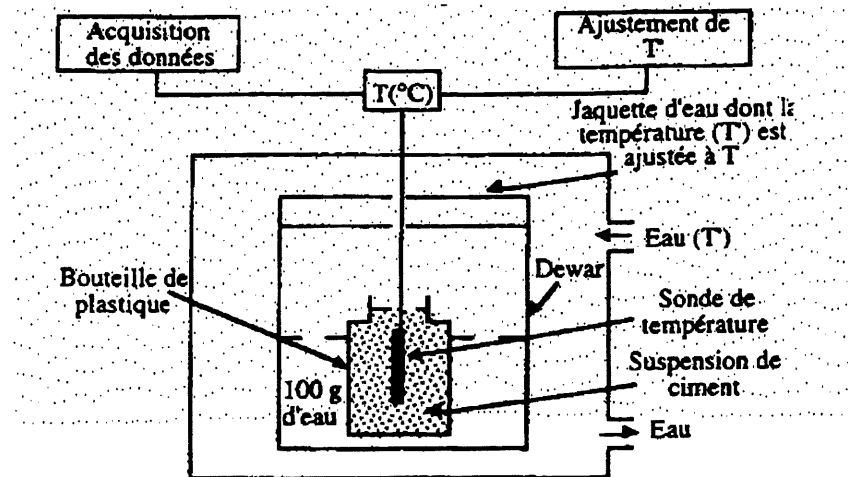 Acquisition
des données
Ajustement de
T'
T(°C)
Jaquette d'eau dont la
température (T') est
ajustée à T
Eau (T')
Bouteille de
plastique
Dewar
Sonde de
température
Suspension de
ciment
100 g
d'eau
Eau